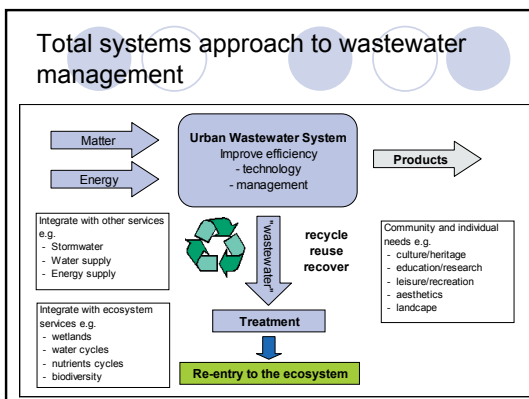 Total systems approach to wastewater
management
Matter
Energy
Urban Wastewater System
Improve efficiency
- technology
- management
Products
Integrate with other services
e.g.
- Stormwater
- Water supply
- Energy supply
"wastewater"
recycle
reuse
recover
Community and individual
needs e.g.
- culture/heritage
- education/research
- leisure/recreation
- aesthetics
- landcape
Integrate with ecosystem
services e.g.
- wetlands
- water cycles
- nutrients cycles
- biodiversity
Treatment
Re-entry to the ecosystem